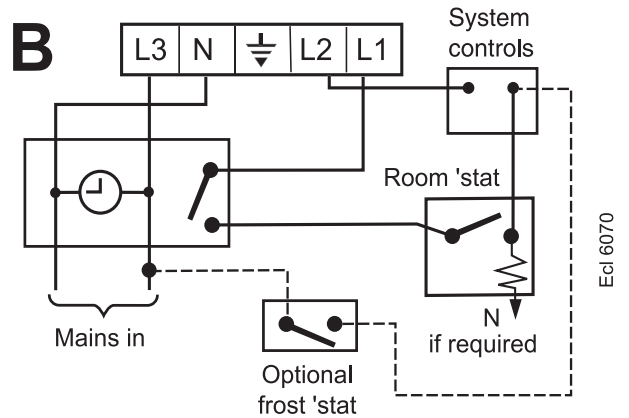 B
L3 N L2 L1
System
controls
Room 'stat
N
if required
Mains in
Optional
frost 'stat
Ecl 6070